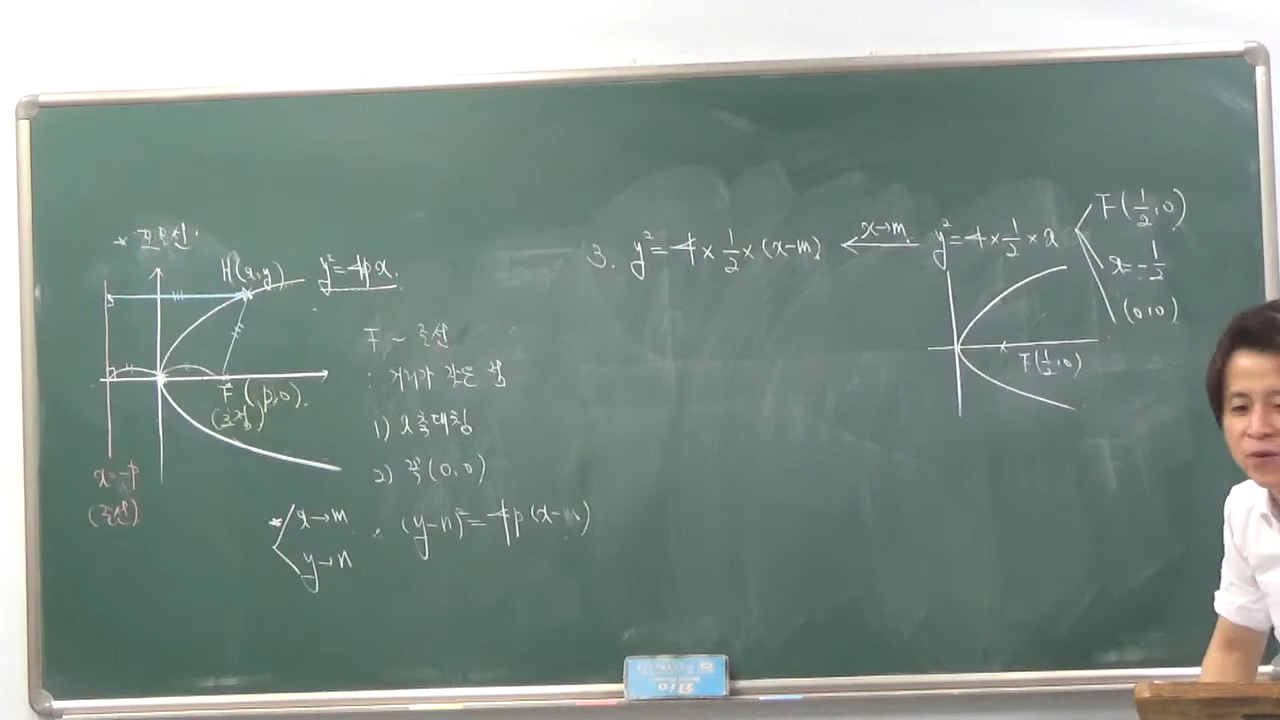 * 포물선
H(x,y)
y²=4px.
F (p,0).
(초점)
x=-p
(준선)
F ~ 준선
거리가 같은 점
1) x축대칭
2) 꼭(0,0)
* x→m
y→n
∴ (y-n)²=4p(x-m)
3. y²=4×1/2×(x-m)
x→m
y²=4×1/2×x
F(1/2,0)
x=-1/2
(0,0)
F(1/2,0)